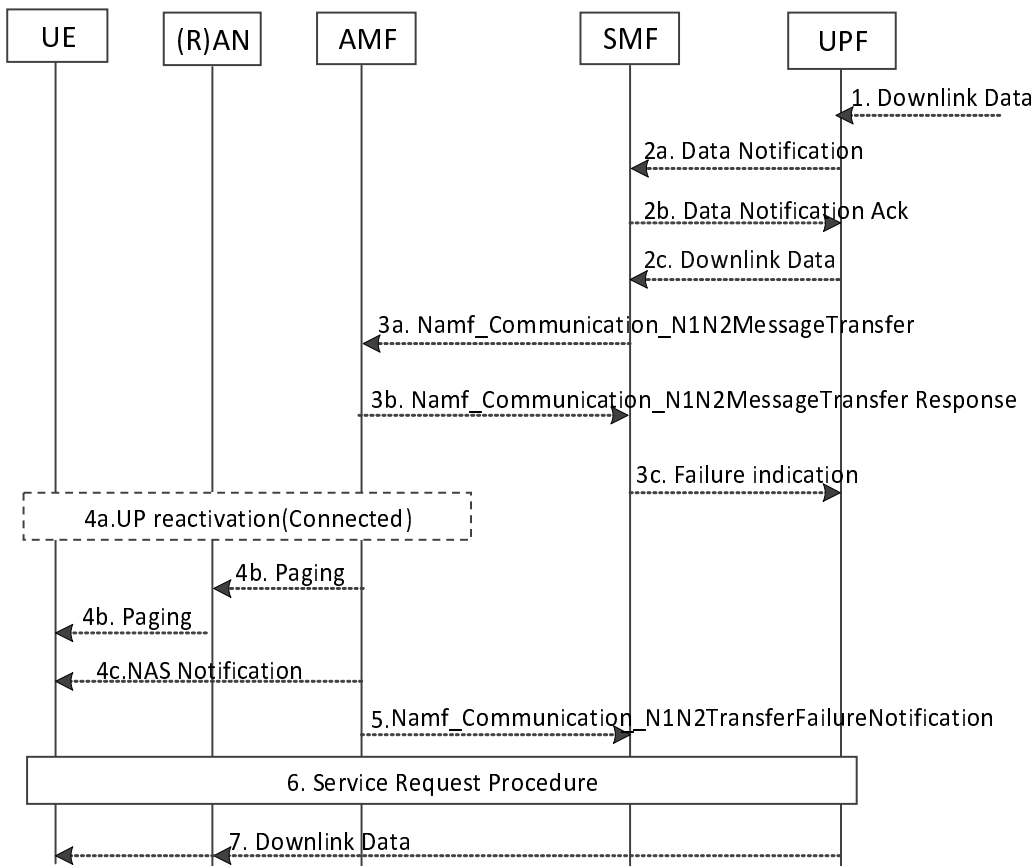 UE
(R)AN
AMF
SMF
UPF
1. Downlink Data
2a. Data Notification
2b. Data Notification Ack
2c. Downlink Data
3a. Namf_Communication_N1N2MessageTransfer
3b. Namf_Communication_N1N2MessageTransfer Response
3c. Failure indication
4a.UP reactivation(Connected)
4b. Paging
4b. Paging
4c.NAS Notification
5.Namf_Communication_N1N2TransferFailureNotification
6. Service Request Procedure
7. Downlink Data